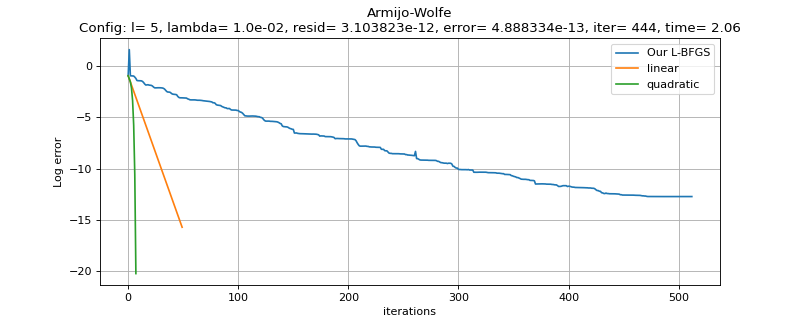 Armijo-Wolfe
Config: l= 5, lambda= 1.0e-02, resid= 3.103823e-12, error= 4.888334e-13, iter= 444, time= 2.06
Our L-BFGS
linear
quadratic
Log error
0
−5
−10
−15
−20
0 100 200 300 400 500
iterations